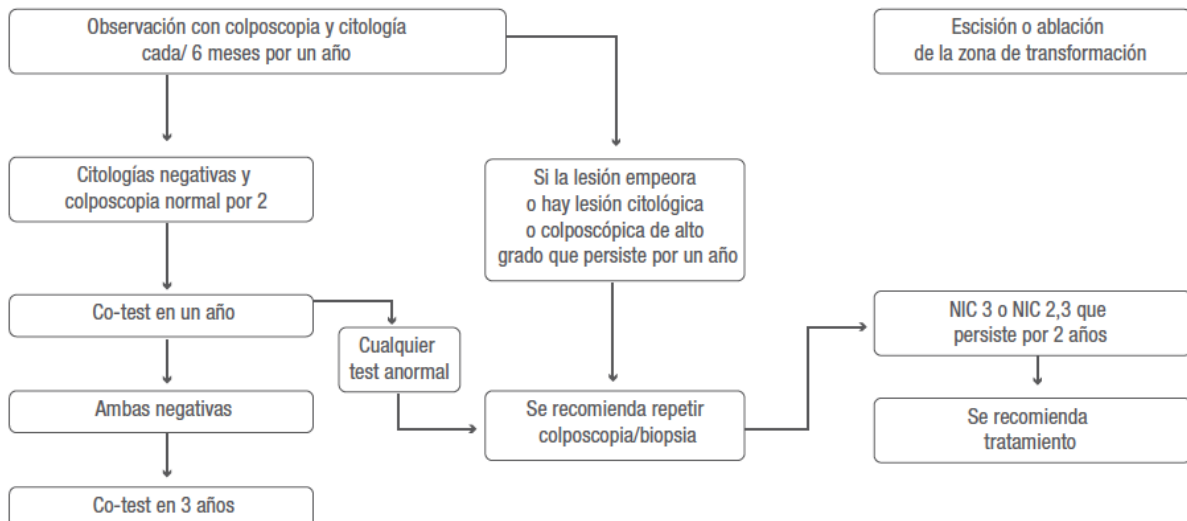 Observación con colposcopia y citología
cada/ 6 meses por un año
Escisión o ablación
de la zona de transformación
Citologías negativas y
colposcopia normal por 2
Si la lesión empeora
o hay lesión citológica
o colposcópica de alto
grado que persiste por un año
Co-test en un año
Cualquier
test anormal
NIC 3 o NIC 2,3 que
persiste por 2 años
Ambas negativas
Se recomienda repetir
colposcopia/biopsia
Se recomienda
tratamiento
Co-test en 3 años